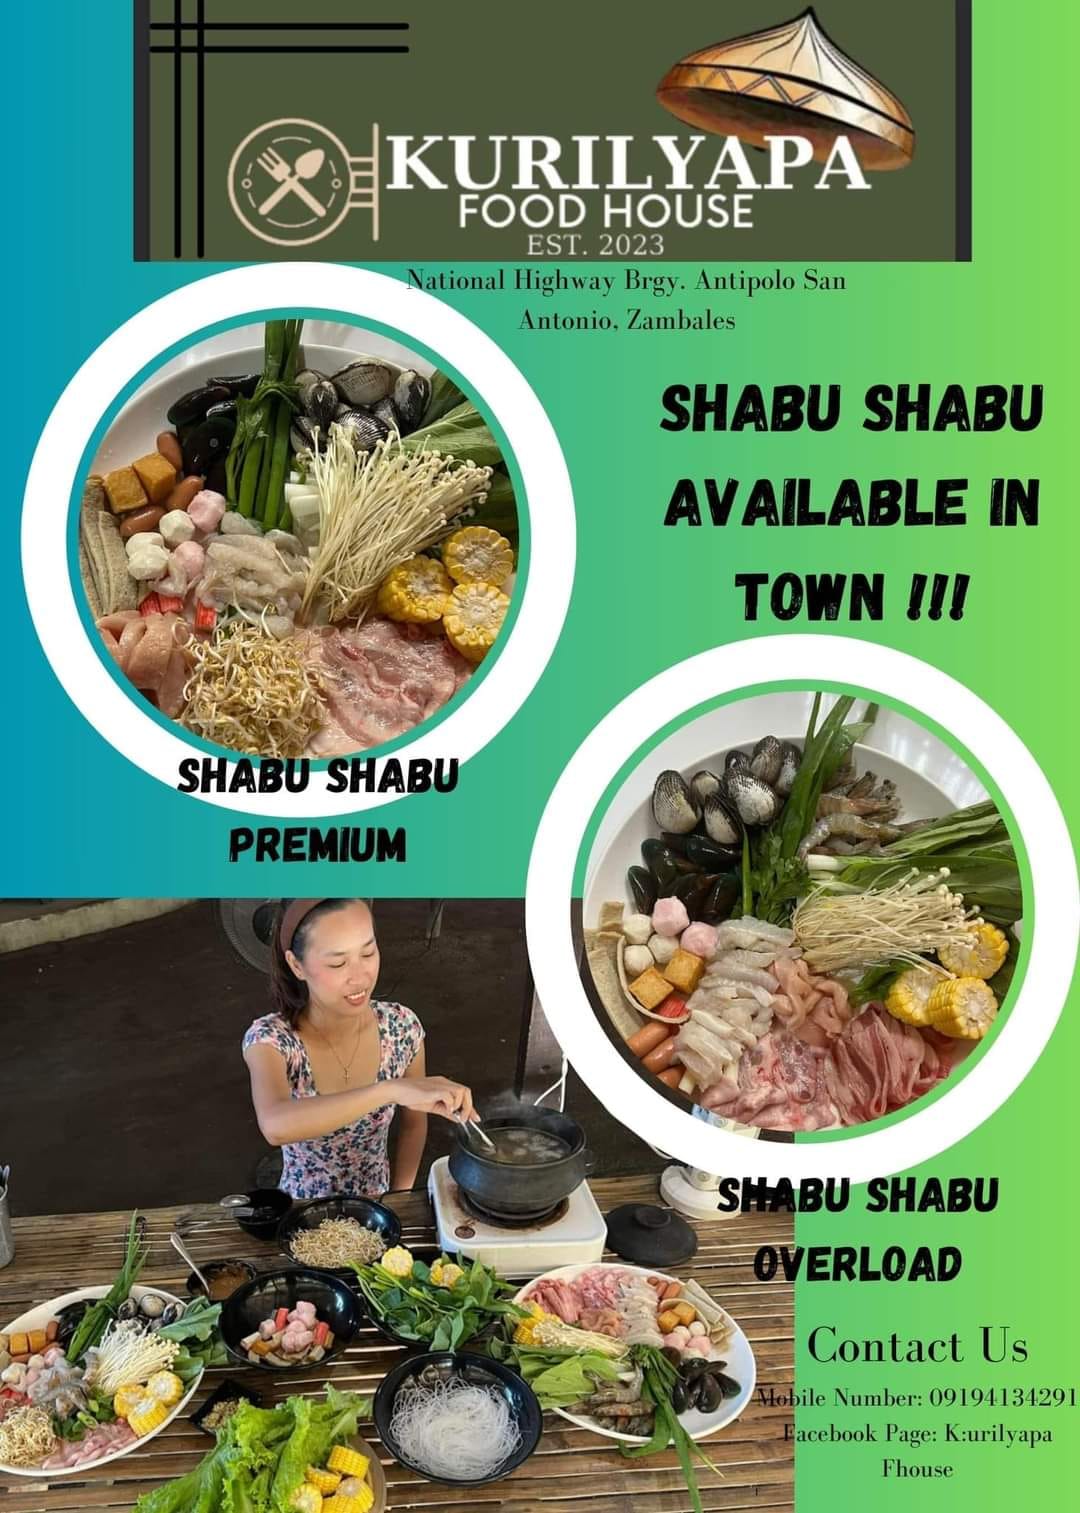 KURILYAPA
FOOD HOUSE
EST. 2023
National Highway Brgy. Antipolo San
Antonio, Zambales
SHABU SHABU
AVAILABLE IN
TOWN !!!
SHABU SHABU
PREMIUM
SHABU SHABU
OVERLOAD
Contact Us
Mobile Number: 09194134291
Facebook Page: K:urilyapa
Fhouse